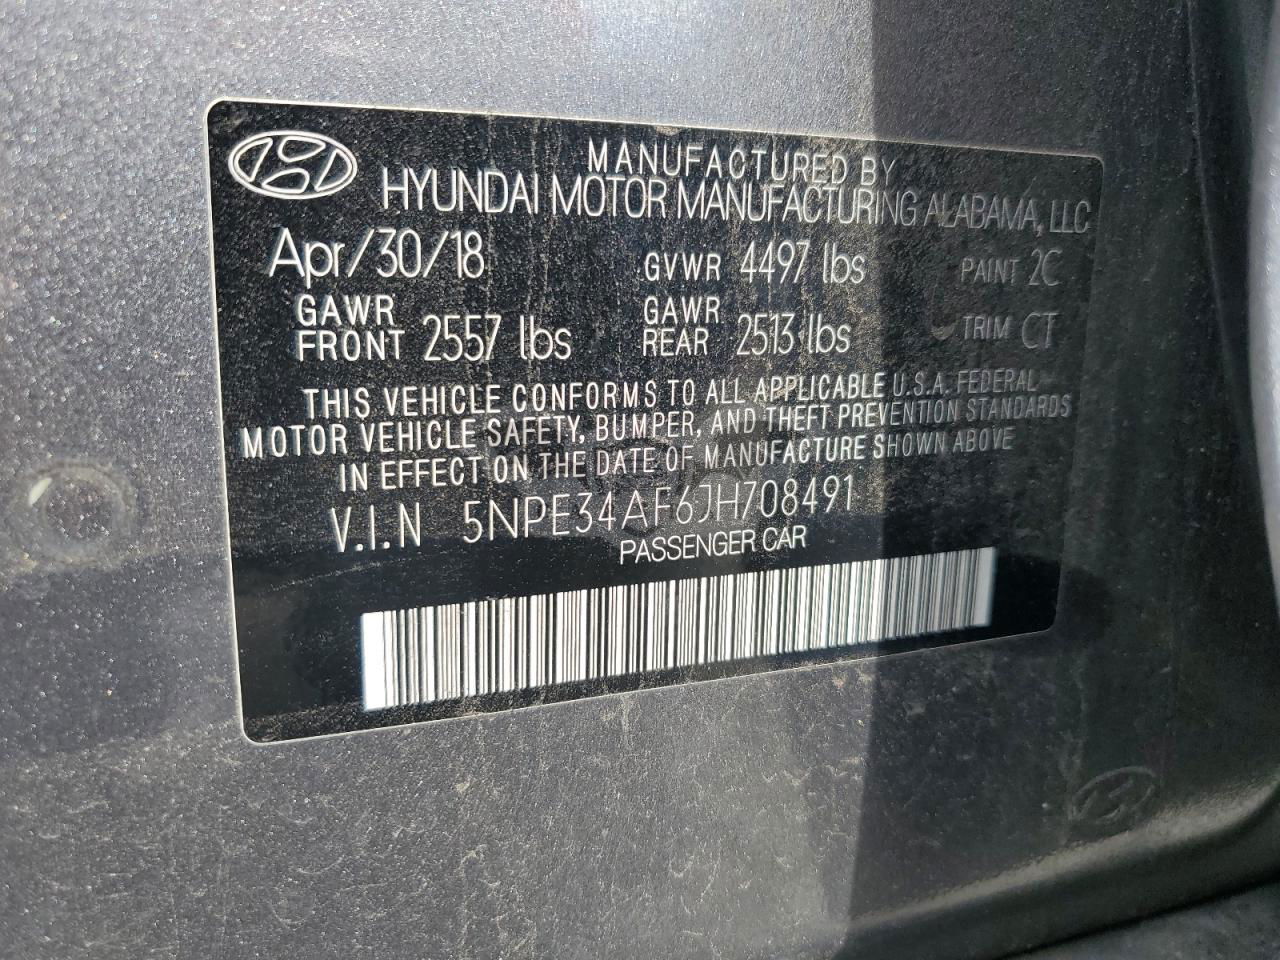 MANUFACTURED BY
HYUNDAI MOTOR MANUFACTURING ALABAMA, LLC
Apr/30/18 GVWR 4497 lbs PAINT 2C
GAWR FRONT 2557 lbs GAWR REAR 2513 lbs TRIM CT
THIS VEHICLE CONFORMS TO ALL APPLICABLE U.S.A. FEDERAL
MOTOR VEHICLE SAFETY, BUMPER, AND THEFT PREVENTION STANDARDS
IN EFFECT ON THE DATE OF MANUFACTURE SHOWN ABOVE
V.I.N 5NPE34AF6JH708491
PASSENGER CAR